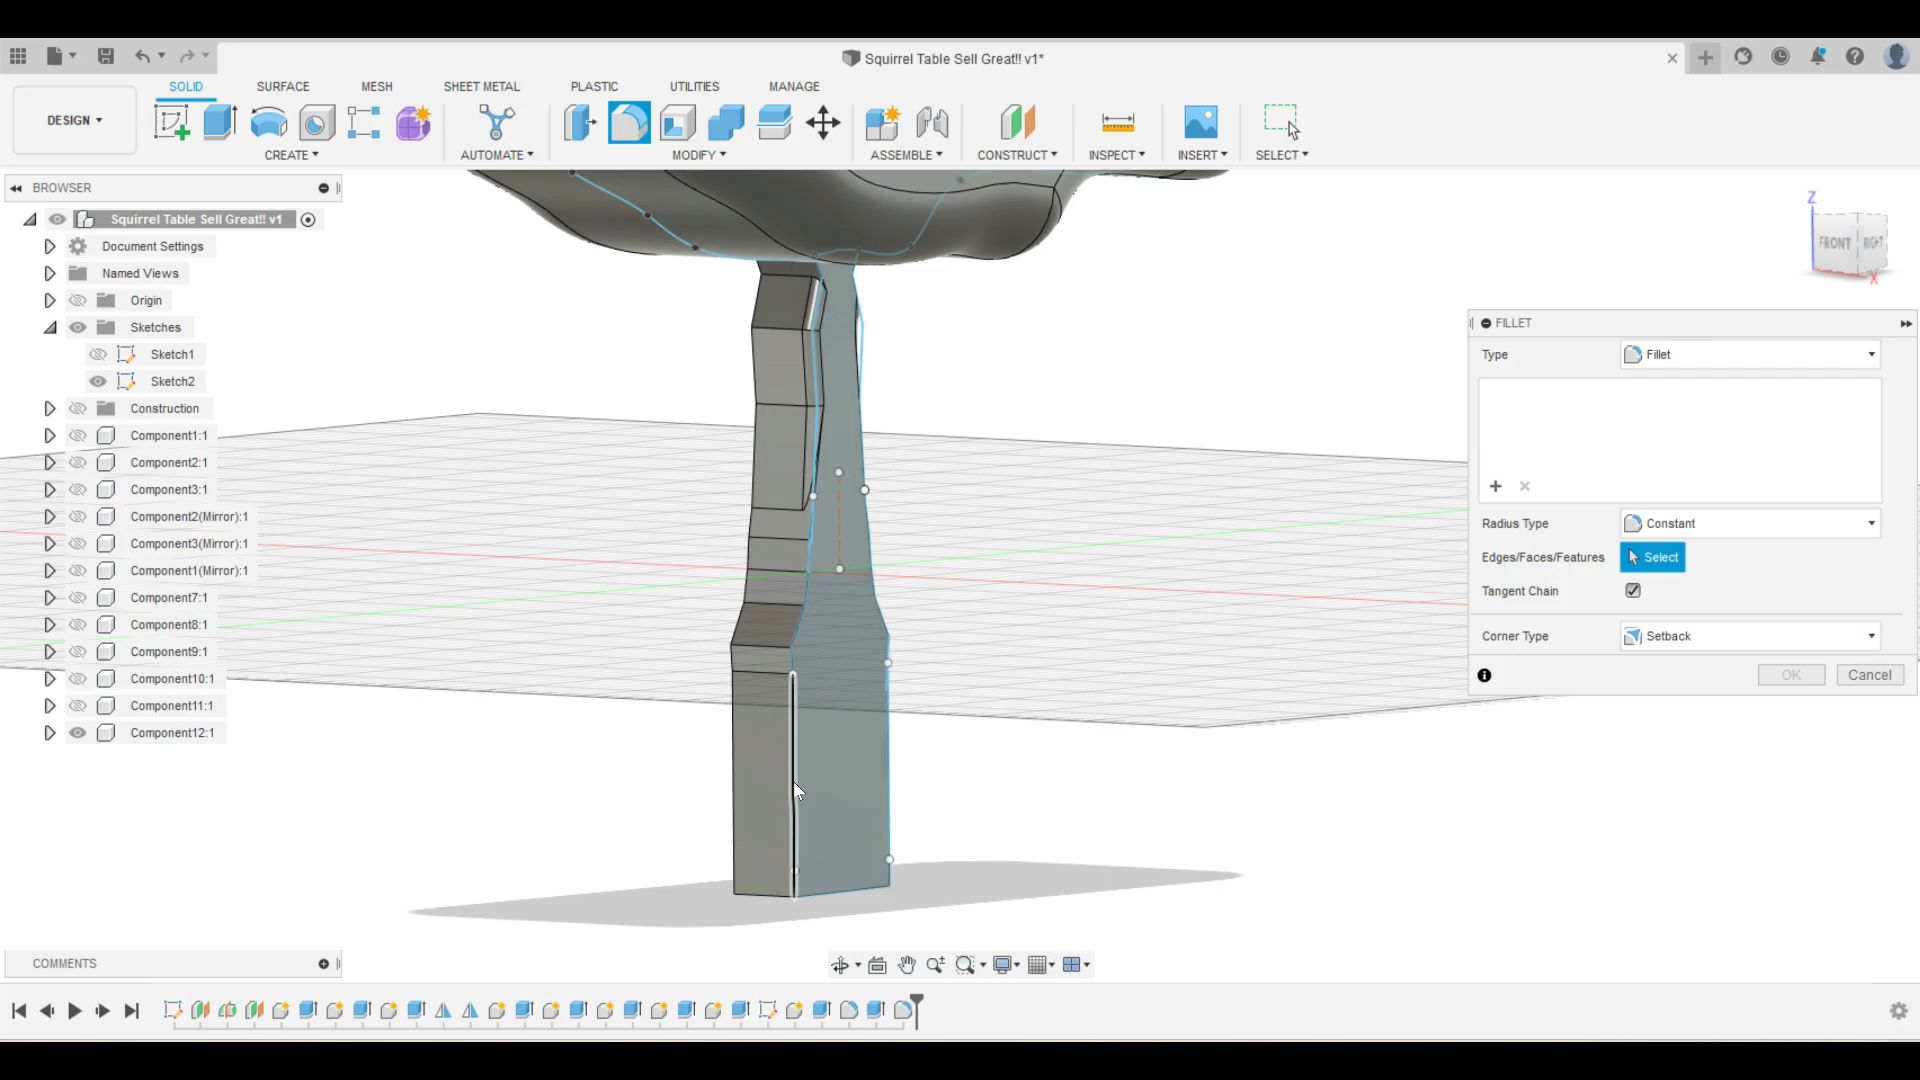 Squirrel Table Sell Great!! v1*
DESIGN
SOLID
SURFACE
MESH
SHEET METAL
PLASTIC
UTILITIES
MANAGE
CREATE
AUTOMATE
MODIFY
ASSEMBLE
CONSTRUCT
INSPECT
INSERT
SELECT
BROWSER
Squirrel Table Sell Great!! v1
Document Settings
Named Views
Origin
Sketches
Sketch1
Sketch2
Construction
Component1:1
Component2:1
Component3:1
Component2(Mirror):1
Component3(Mirror):1
Component1(Mirror):1
Component7:1
Component8:1
Component9:1
Component10:1
Component11:1
Component12:1
Z
FRONT
RIGHT
X
FILLET
Type
Fillet
Radius Type
Constant
Edges/Faces/Features
Select
Tangent Chain
Corner Type
Setback
OK
Cancel
COMMENTS